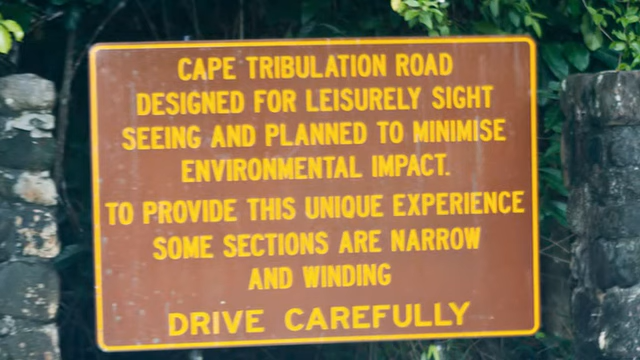 CAPE TRIBULATION ROAD
DESIGNED FOR LEISURELY SIGHT
SEEING AND PLANNED TO MINIMISE
ENVIRONMENTAL IMPACT.
TO PROVIDE THIS UNIQUE EXPERIENCE
SOME SECTIONS ARE NARROW
AND WINDING
DRIVE CAREFULLY